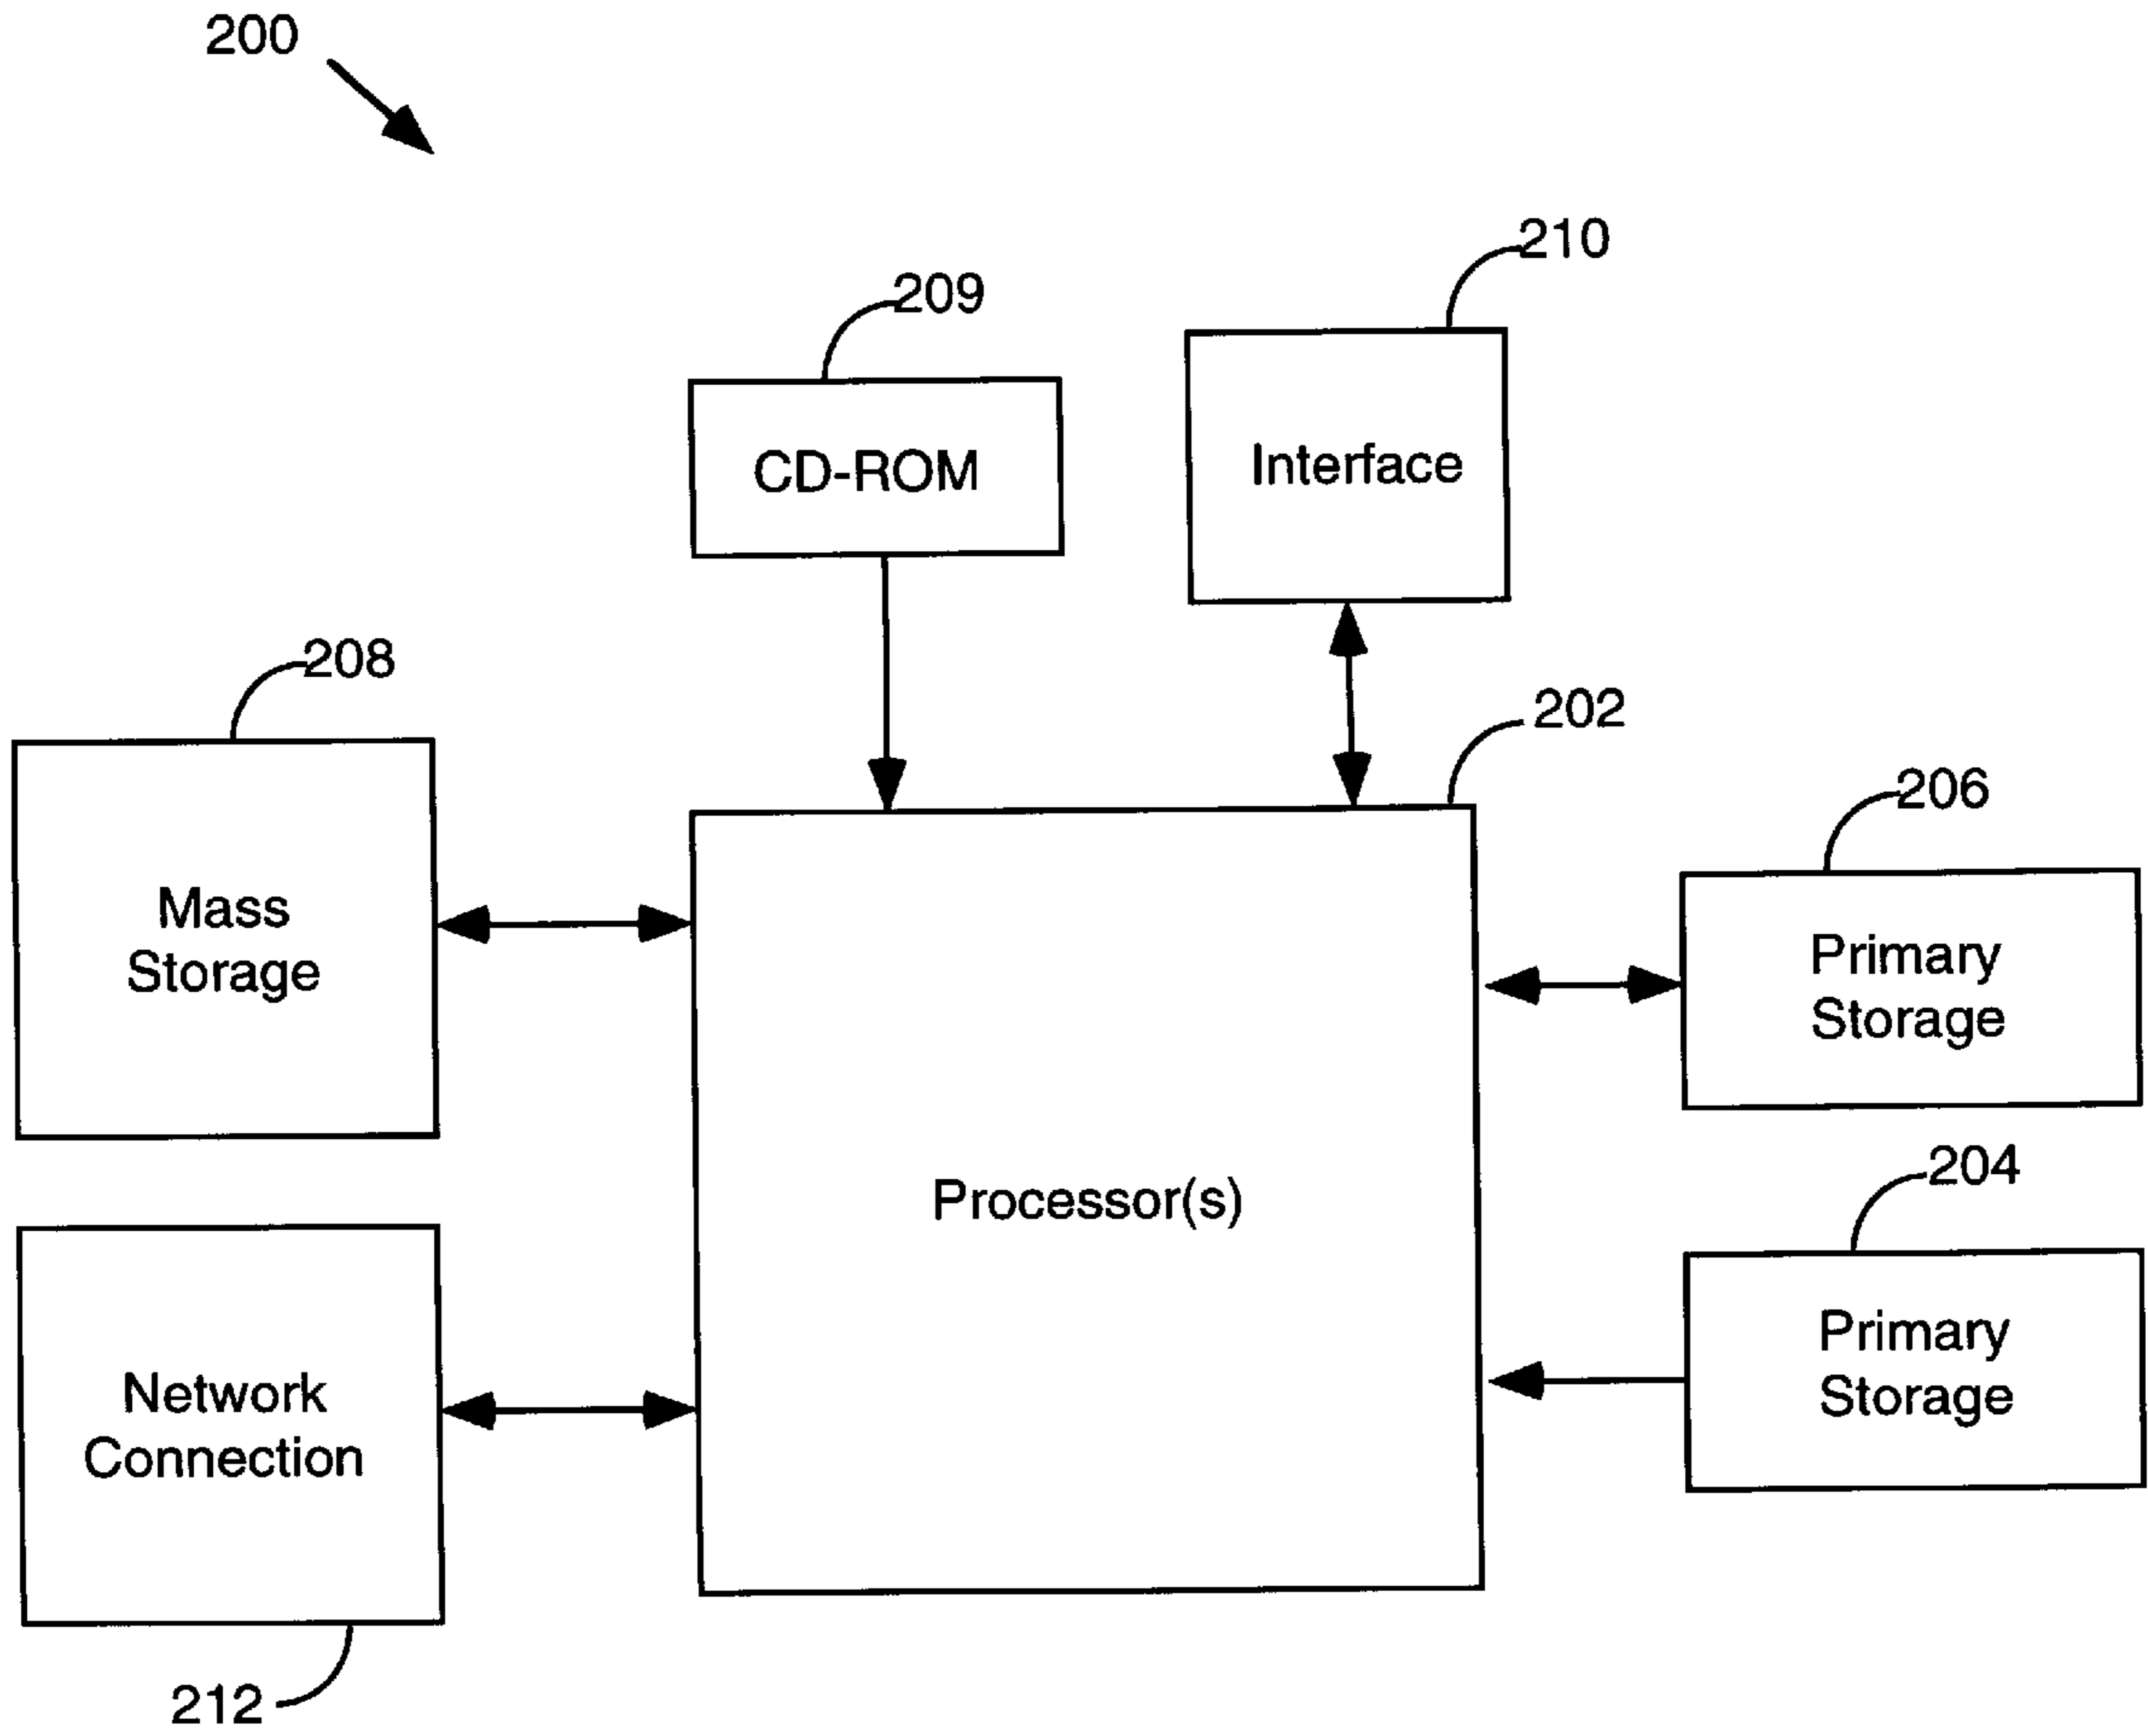 200
210
209
CD-ROM
Interface
208
202
206
Mass
Storage
Primary
Storage
204
Processor(s)
Primary
Storage
Network
Connection
212